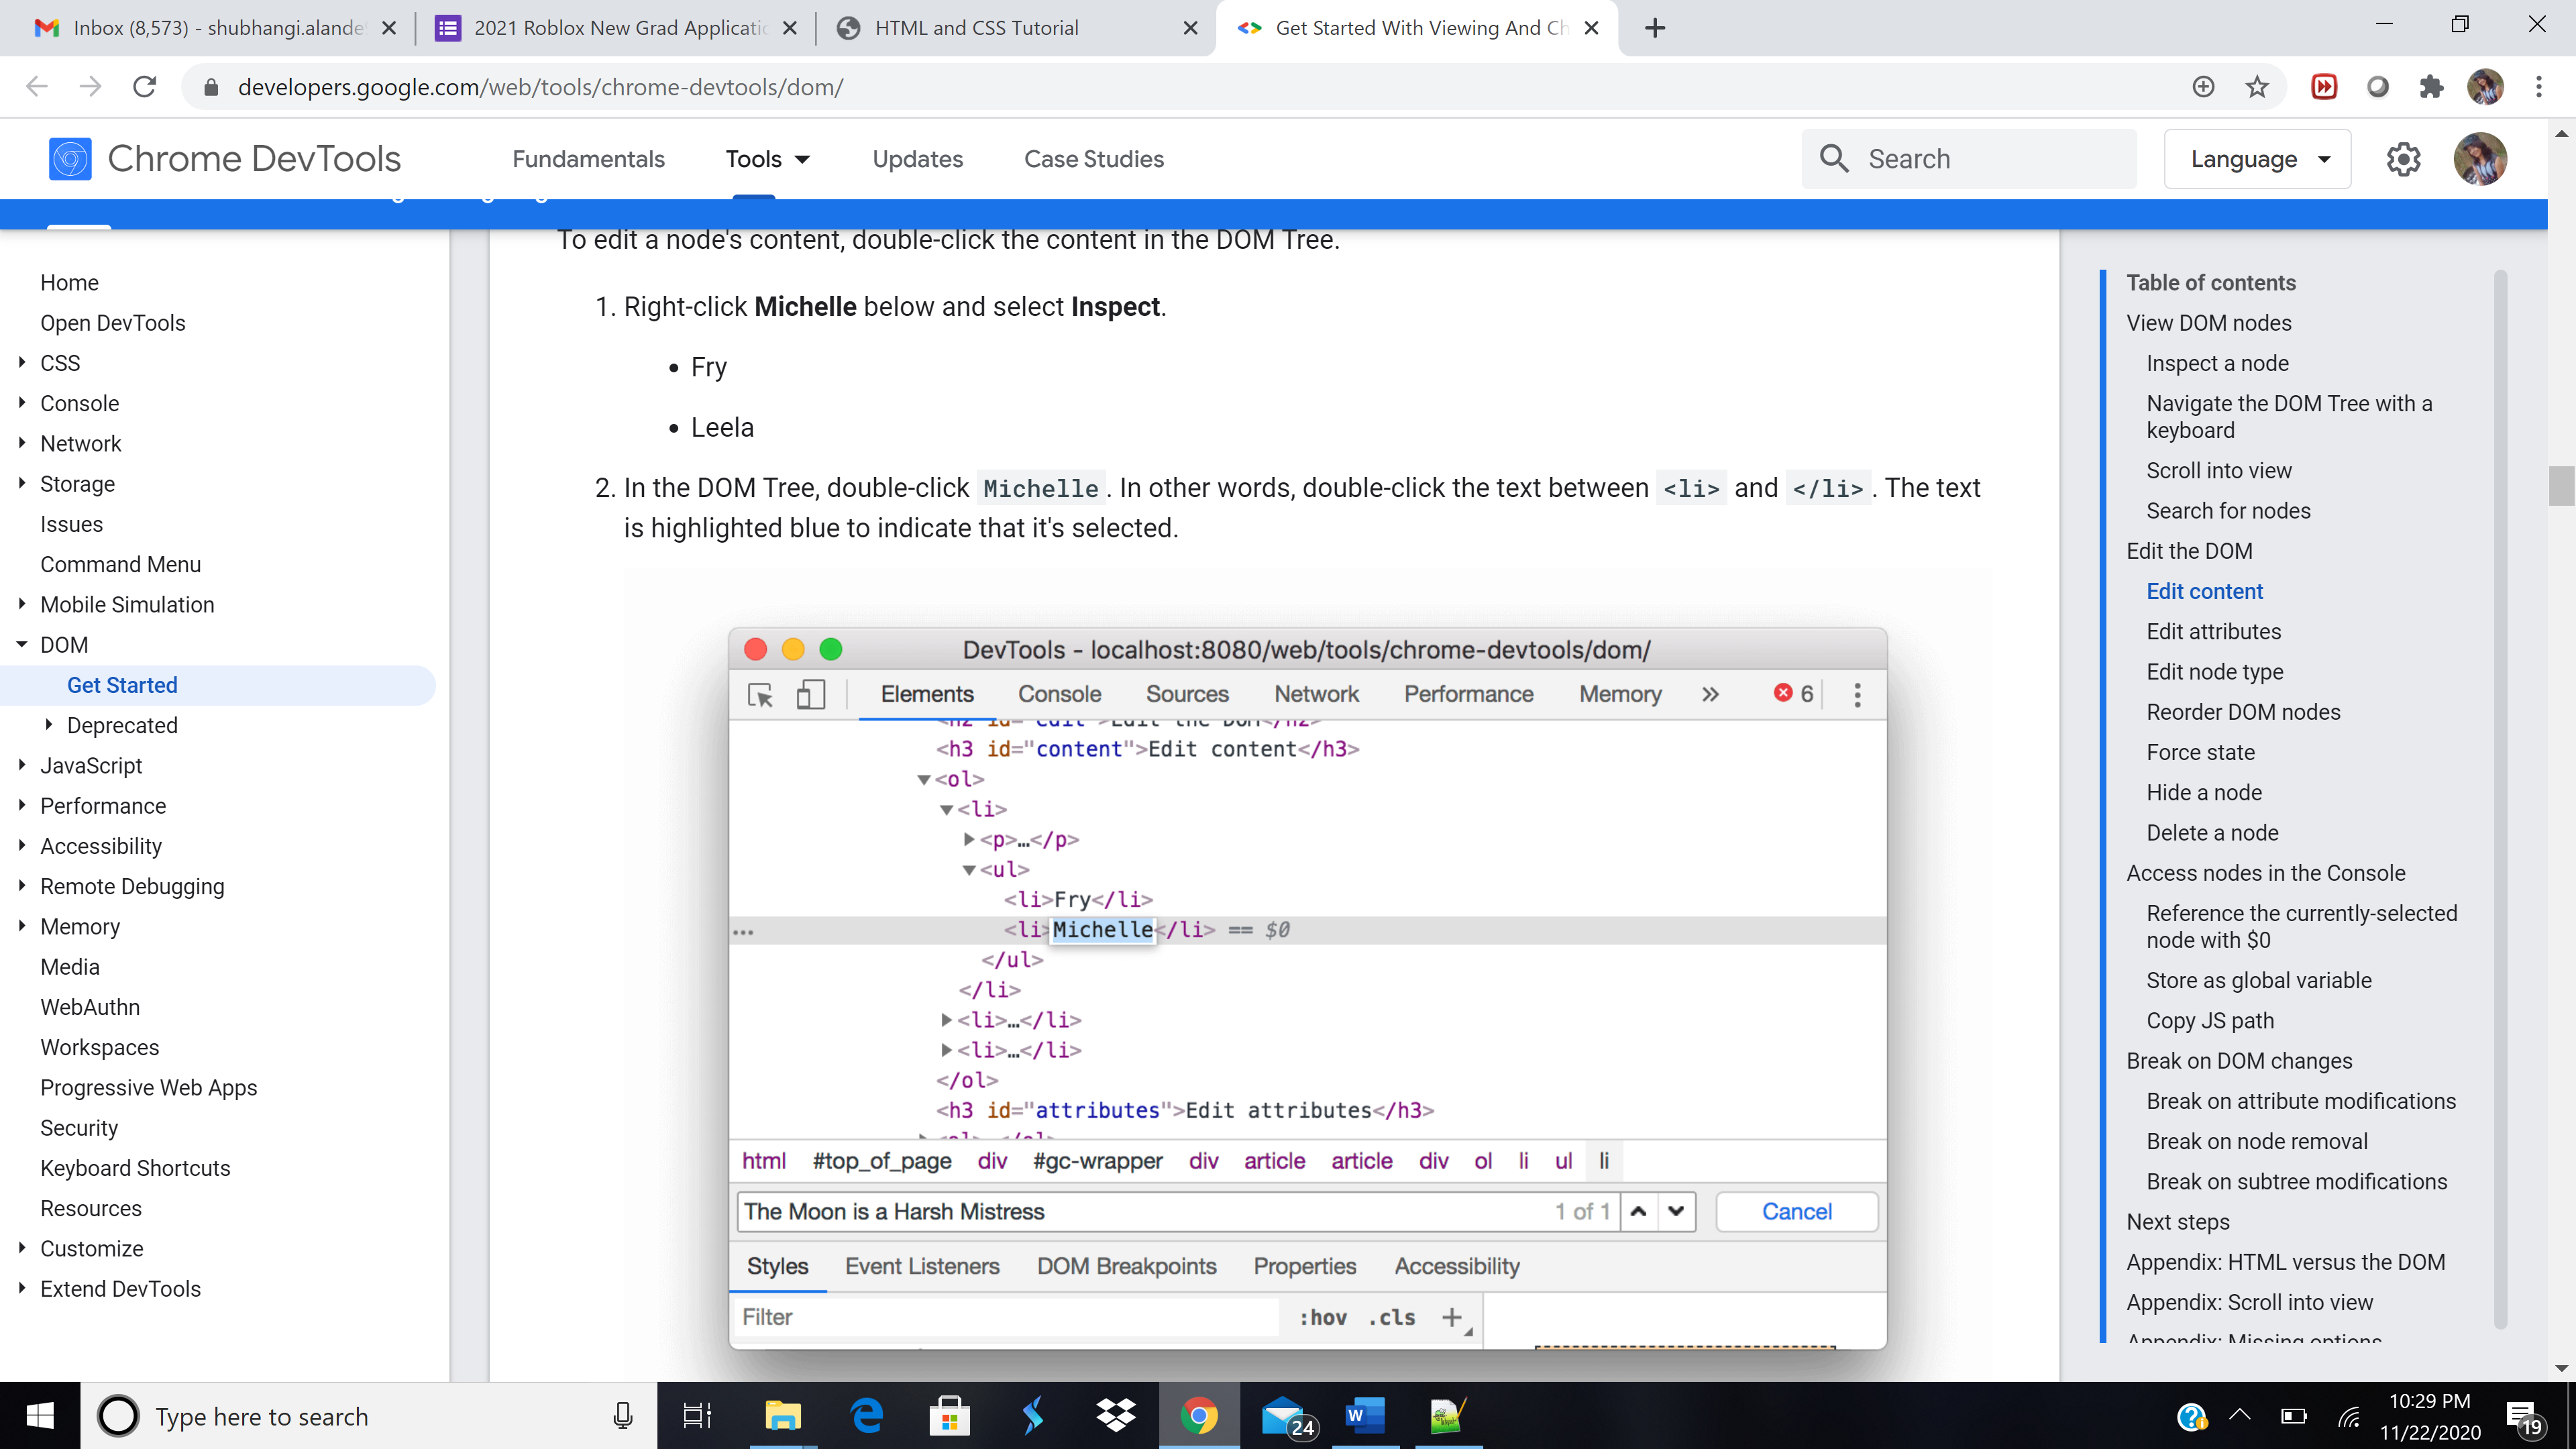 Inbox (8,573) - shubhangi.alande
2021 Roblox New Grad Applicatio
HTML and CSS Tutorial
Get Started With Viewing And Ch
developers.google.com/web/tools/chrome-devtools/dom/
Chrome DevTools
Fundamentals
Tools
Updates
Case Studies
Search
Language
Home
Open DevTools
CSS
Console
Network
Storage
Issues
Command Menu
Mobile Simulation
DOM
Get Started
Deprecated
JavaScript
Performance
Accessibility
Remote Debugging
Memory
Media
WebAuthn
Workspaces
Progressive Web Apps
Security
Keyboard Shortcuts
Resources
Customize
Extend DevTools
To edit a node's content, double-click the content in the DOM Tree.
1. Right-click Michelle below and select Inspect.
• Fry
• Leela
2. In the DOM Tree, double-click Michelle . In other words, double-click the text between <li> and </li> . The text
is highlighted blue to indicate that it's selected.
DevTools - localhost:8080/web/tools/chrome-devtools/dom/
Elements Console Sources Network Performance Memory » 6
<h2 id="edit">Edit the DOM</h2>
<h3 id="content">Edit content</h3>
<ol>
<li>
<p>…</p>
<ul>
<li>Fry</li>
... <li>Michelle</li> == $0
</ul>
</li>
<li>…</li>
<li>…</li>
</ol>
<h3 id="attributes">Edit attributes</h3>
<ol>…</ol>
html #top_of_page div #gc-wrapper div article article div ol li ul li
The Moon is a Harsh Mistress 1 of 1 Cancel
Styles Event Listeners DOM Breakpoints Properties Accessibility
Filter :hov .cls +
Table of contents
View DOM nodes
Inspect a node
Navigate the DOM Tree with a
keyboard
Scroll into view
Search for nodes
Edit the DOM
Edit content
Edit attributes
Edit node type
Reorder DOM nodes
Force state
Hide a node
Delete a node
Access nodes in the Console
Reference the currently-selected
node with $0
Store as global variable
Copy JS path
Break on DOM changes
Break on attribute modifications
Break on node removal
Break on subtree modifications
Next steps
Appendix: HTML versus the DOM
Appendix: Scroll into view
Appendix: Missing options
Type here to search
24
10:29 PM
11/22/2020
19